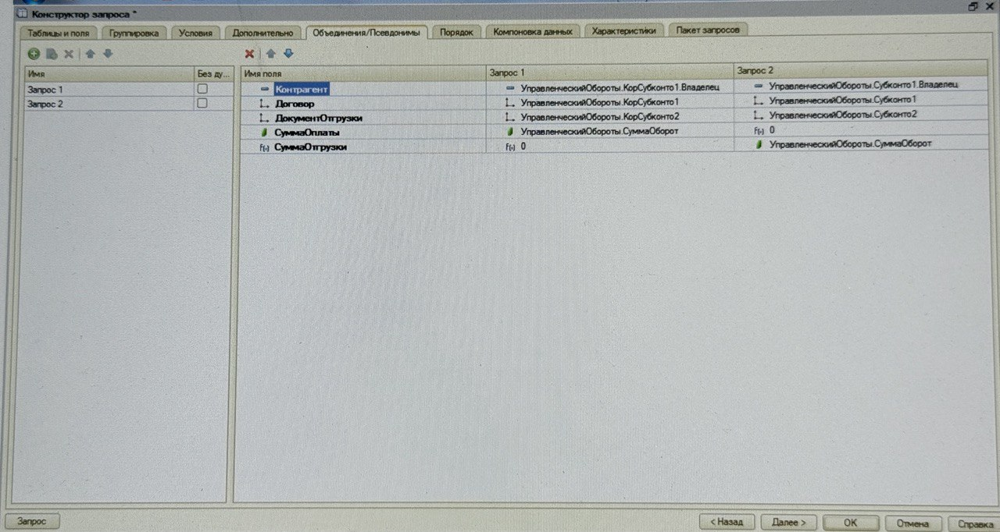 Конструктор запроса *
Таблицы и поля Группировка Условия Дополнительно Объединения/Псевдонимы Порядок Компоновка данных Характеристики Пакет запросов
Имя Без ду...
Запрос 1
Запрос 2
Имя поля Запрос 1 Запрос 2
Контрагент УправленческийОбороты.КорСубконто1.Владелец УправленческийОбороты.Субконто1.Владелец
Договор УправленческийОбороты.КорСубконто1 УправленческийОбороты.Субконто1
ДокументОтгрузки УправленческийОбороты.КорСубконто2 УправленческийОбороты.Субконто2
СуммаОплаты УправленческийОбороты.СуммаОборот f(x) 0
f(x) СуммаОтгрузки f(x) 0 УправленческийОбороты.СуммаОборот
Запрос < Назад Далее > ОК Отмена Справка